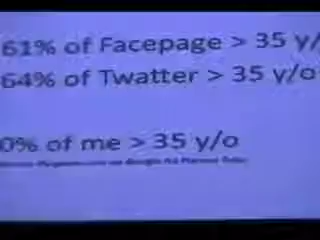 61% of Facepage > 35 y/
64% of Twatter > 35 y/o
0% of me > 35 y/o